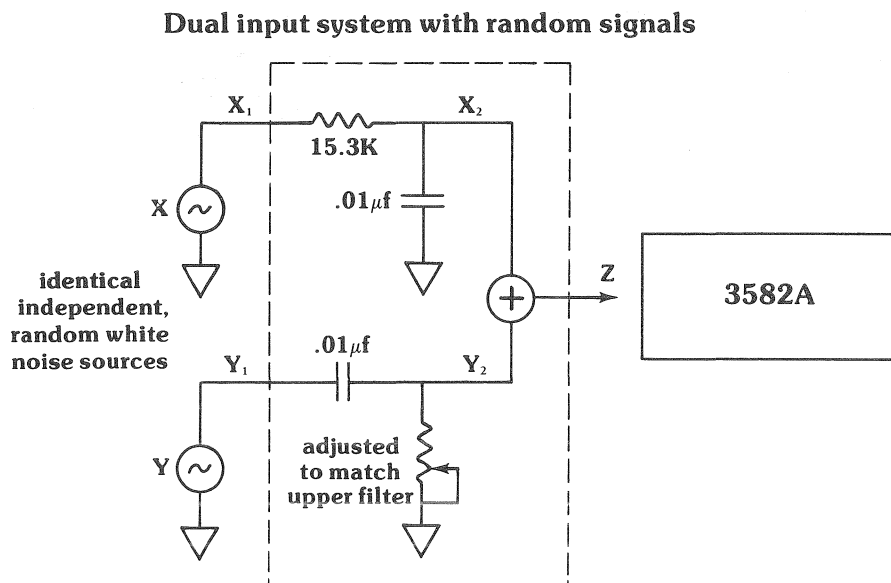 Dual input system with random signals
X₁
X₂
15.3K
X
.01μf
identical
independent,
random white
noise sources
Z
3582A
.01μf
Y₁
Y₂
Y
adjusted
to match
upper filter